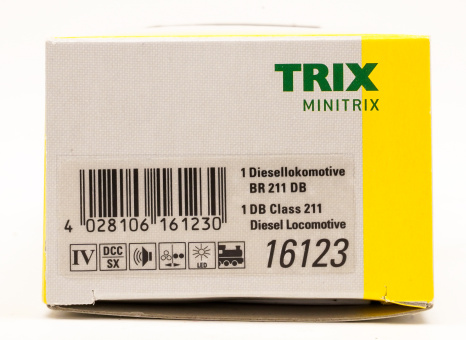 TRIX
MINITRIX
1 Diesellokomotive
BR 211 DB
4 028106 161230
1 DB Class 211
Diesel Locomotive
IV
DCC
SX
LED
16123